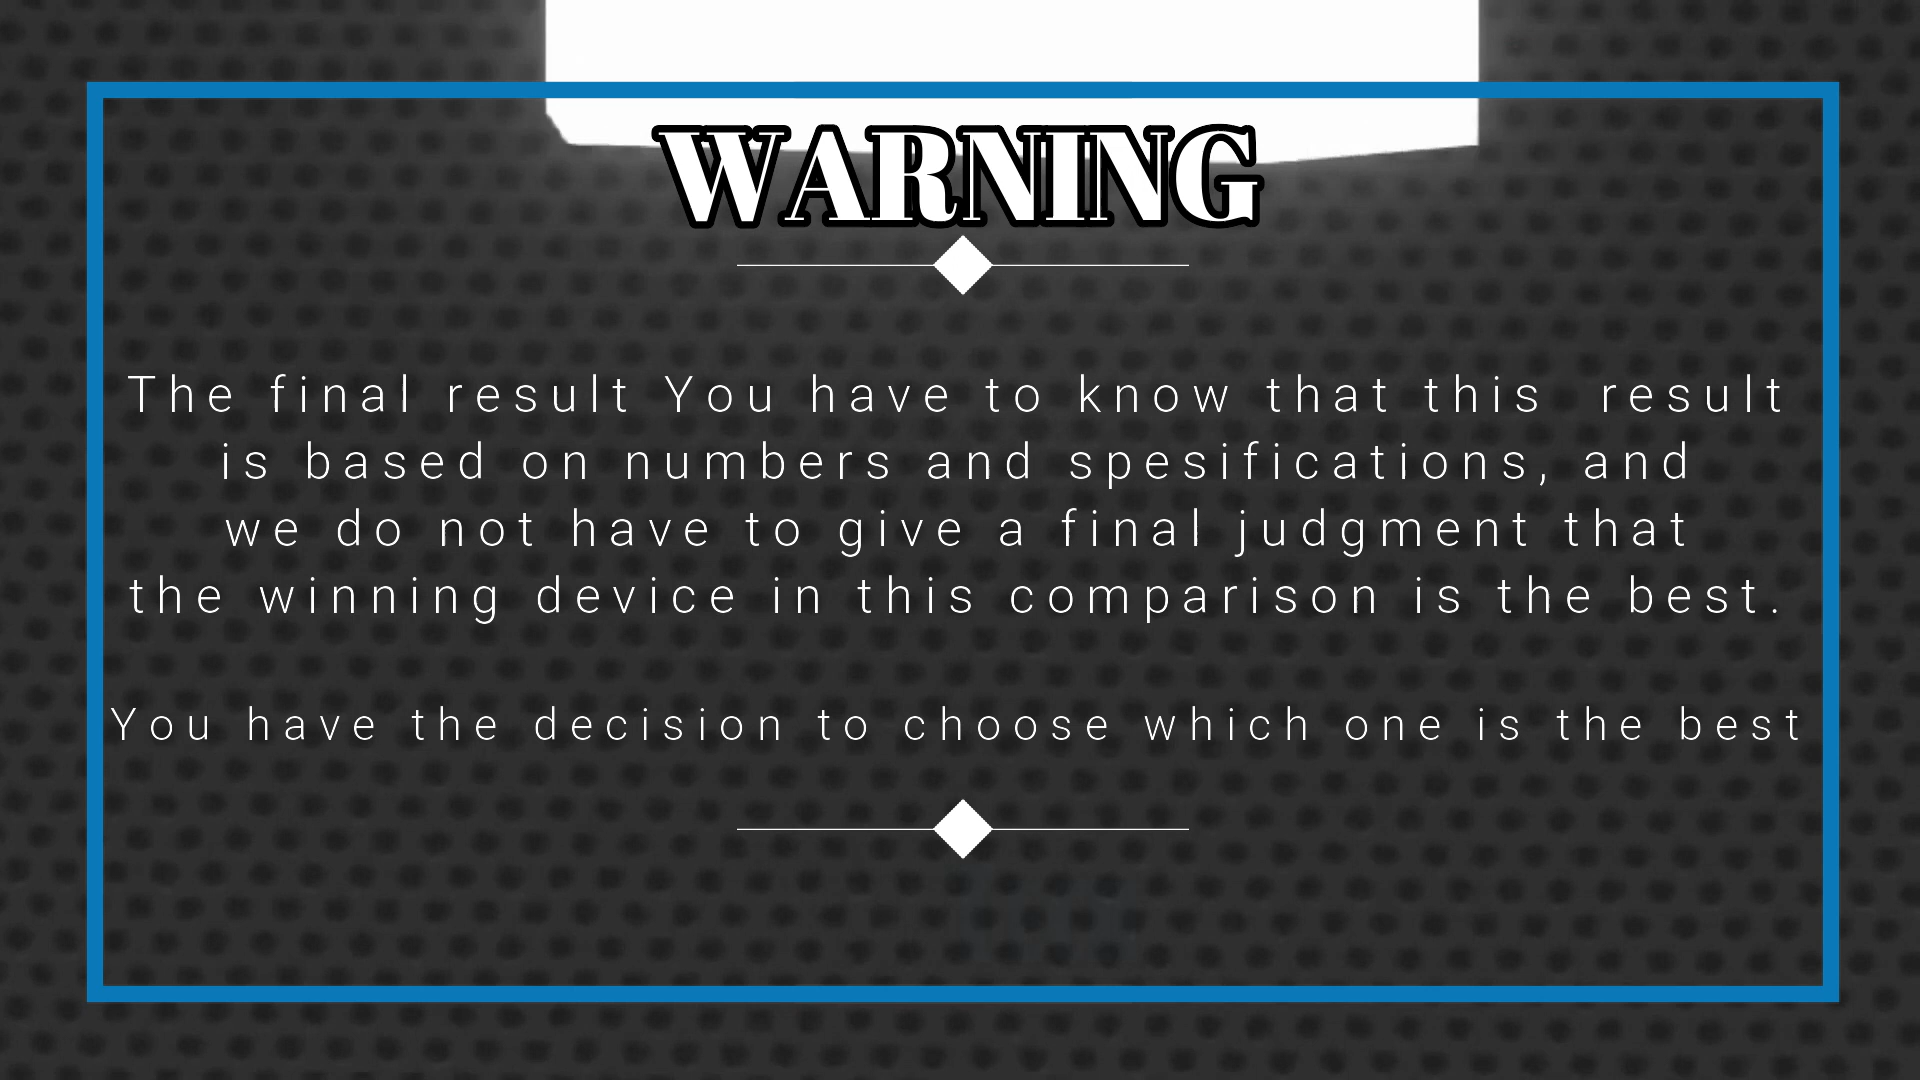 WARNING
The final result You have to know that this result
is based on numbers and spesifications, and
we do not have to give a final judgment that
the winning device in this comparison is the best.
You have the decision to choose which one is the best